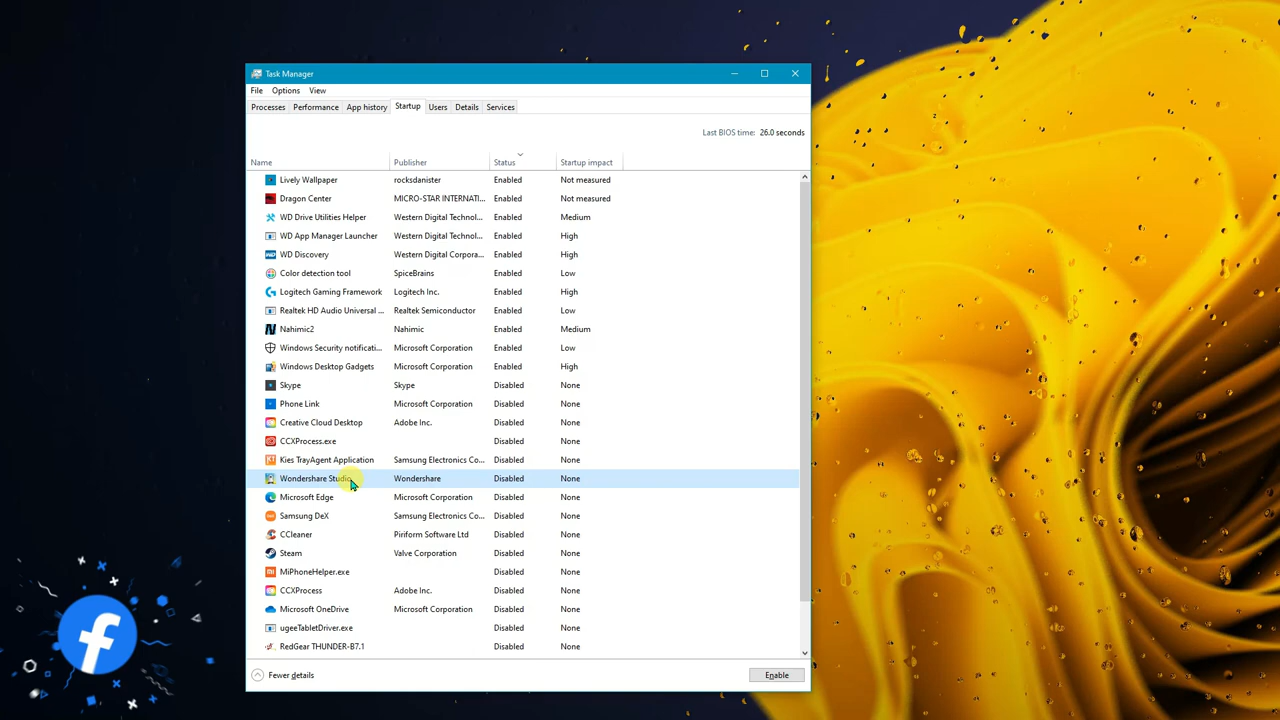 Task Manager
File Options View
Processes Performance App history Startup Users Details Services
Last BIOS time: 26.0 seconds
Name Publisher Status Startup impact
Lively Wallpaper rocksdanister Enabled Not measured
Dragon Center MICRO-STAR INTERNATI... Enabled Not measured
WD Drive Utilities Helper Western Digital Technol... Enabled Medium
WD App Manager Launcher Western Digital Technol... Enabled High
WD Discovery Western Digital Corpora... Enabled High
Color detection tool SpiceBrains Enabled Low
Logitech Gaming Framework Logitech Inc. Enabled High
Realtek HD Audio Universal ... Realtek Semiconductor Enabled Low
Nahimic2 Nahimic Enabled Medium
Windows Security notificati... Microsoft Corporation Enabled Low
Windows Desktop Gadgets Microsoft Corporation Enabled High
Skype Skype Disabled None
Phone Link Microsoft Corporation Disabled None
Creative Cloud Desktop Adobe Inc. Disabled None
CCXProcess.exe Disabled None
Kies TrayAgent Application Samsung Electronics Co... Disabled None
Wondershare Studio Wondershare Disabled None
Microsoft Edge Microsoft Corporation Disabled None
Samsung DeX Samsung Electronics Co... Disabled None
CCleaner Piriform Software Ltd Disabled None
Steam Valve Corporation Disabled None
MiPhoneHelper.exe Disabled None
CCXProcess Adobe Inc. Disabled None
Microsoft OneDrive Microsoft Corporation Disabled None
ugeeTabletDriver.exe Disabled None
RedGear THUNDER-B7.1 Disabled None
Fewer details Enable